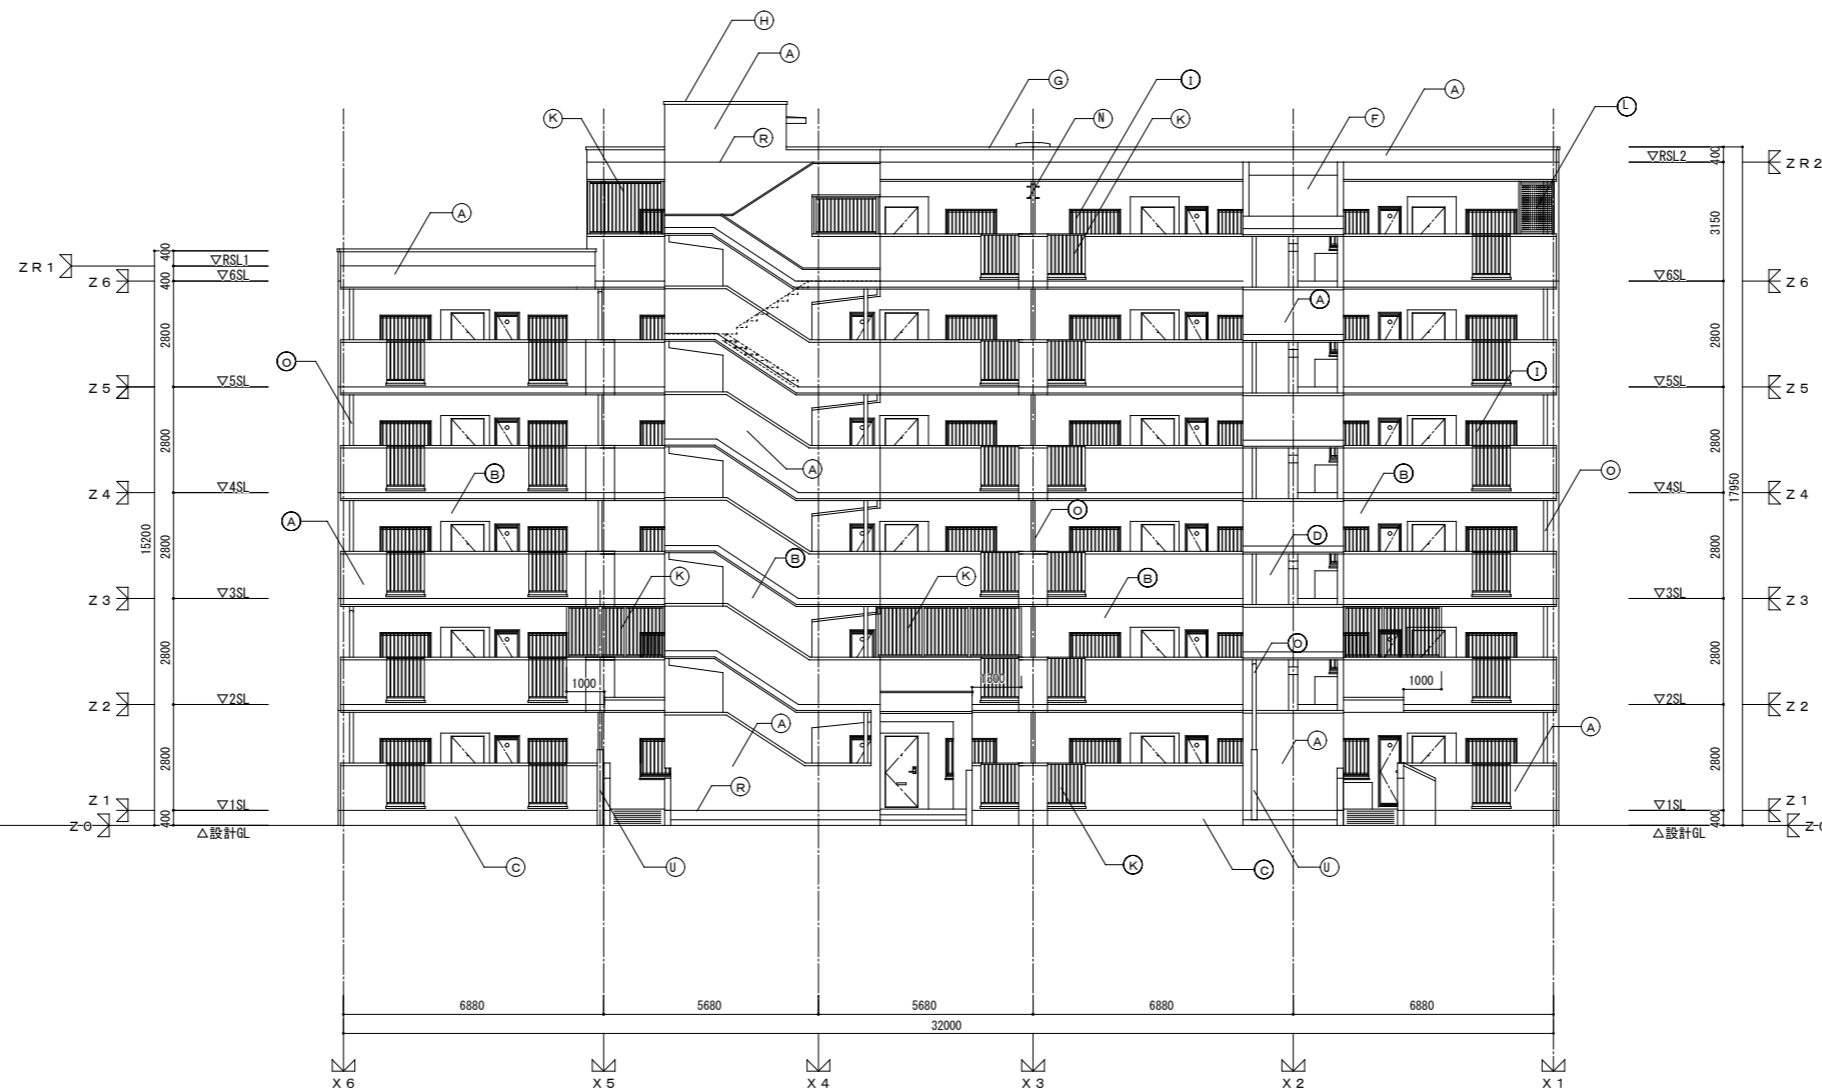 H
A
G
I
A
K
N
K
F
L
R
400
▽RSL2
ZR2
A
3150
400
ZR1
▽RSL1
Z6
400
▽6SL
▽6SL
Z6
A
2800
2800
O
I
Z5
▽5SL
▽5SL
Z5
2800
2800
A
B
B
O
Z4
▽4SL
▽4SL
Z4
17950
15200
A
O
D
2800
2800
B
K
K
B
Z3
▽3SL
▽3SL
Z3
2800
O
2800
1000
1300
1000
Z2
▽2SL
▽2SL
Z2
A
A
A
2800
2800
R
Z1
▽1SL
▽1SL
Z1
Z0
400
△設計GL
400
△設計GL
C
U
K
C
U
6880
5680
5680
6880
6880
32000
X6
X5
X4
X3
X2
X1